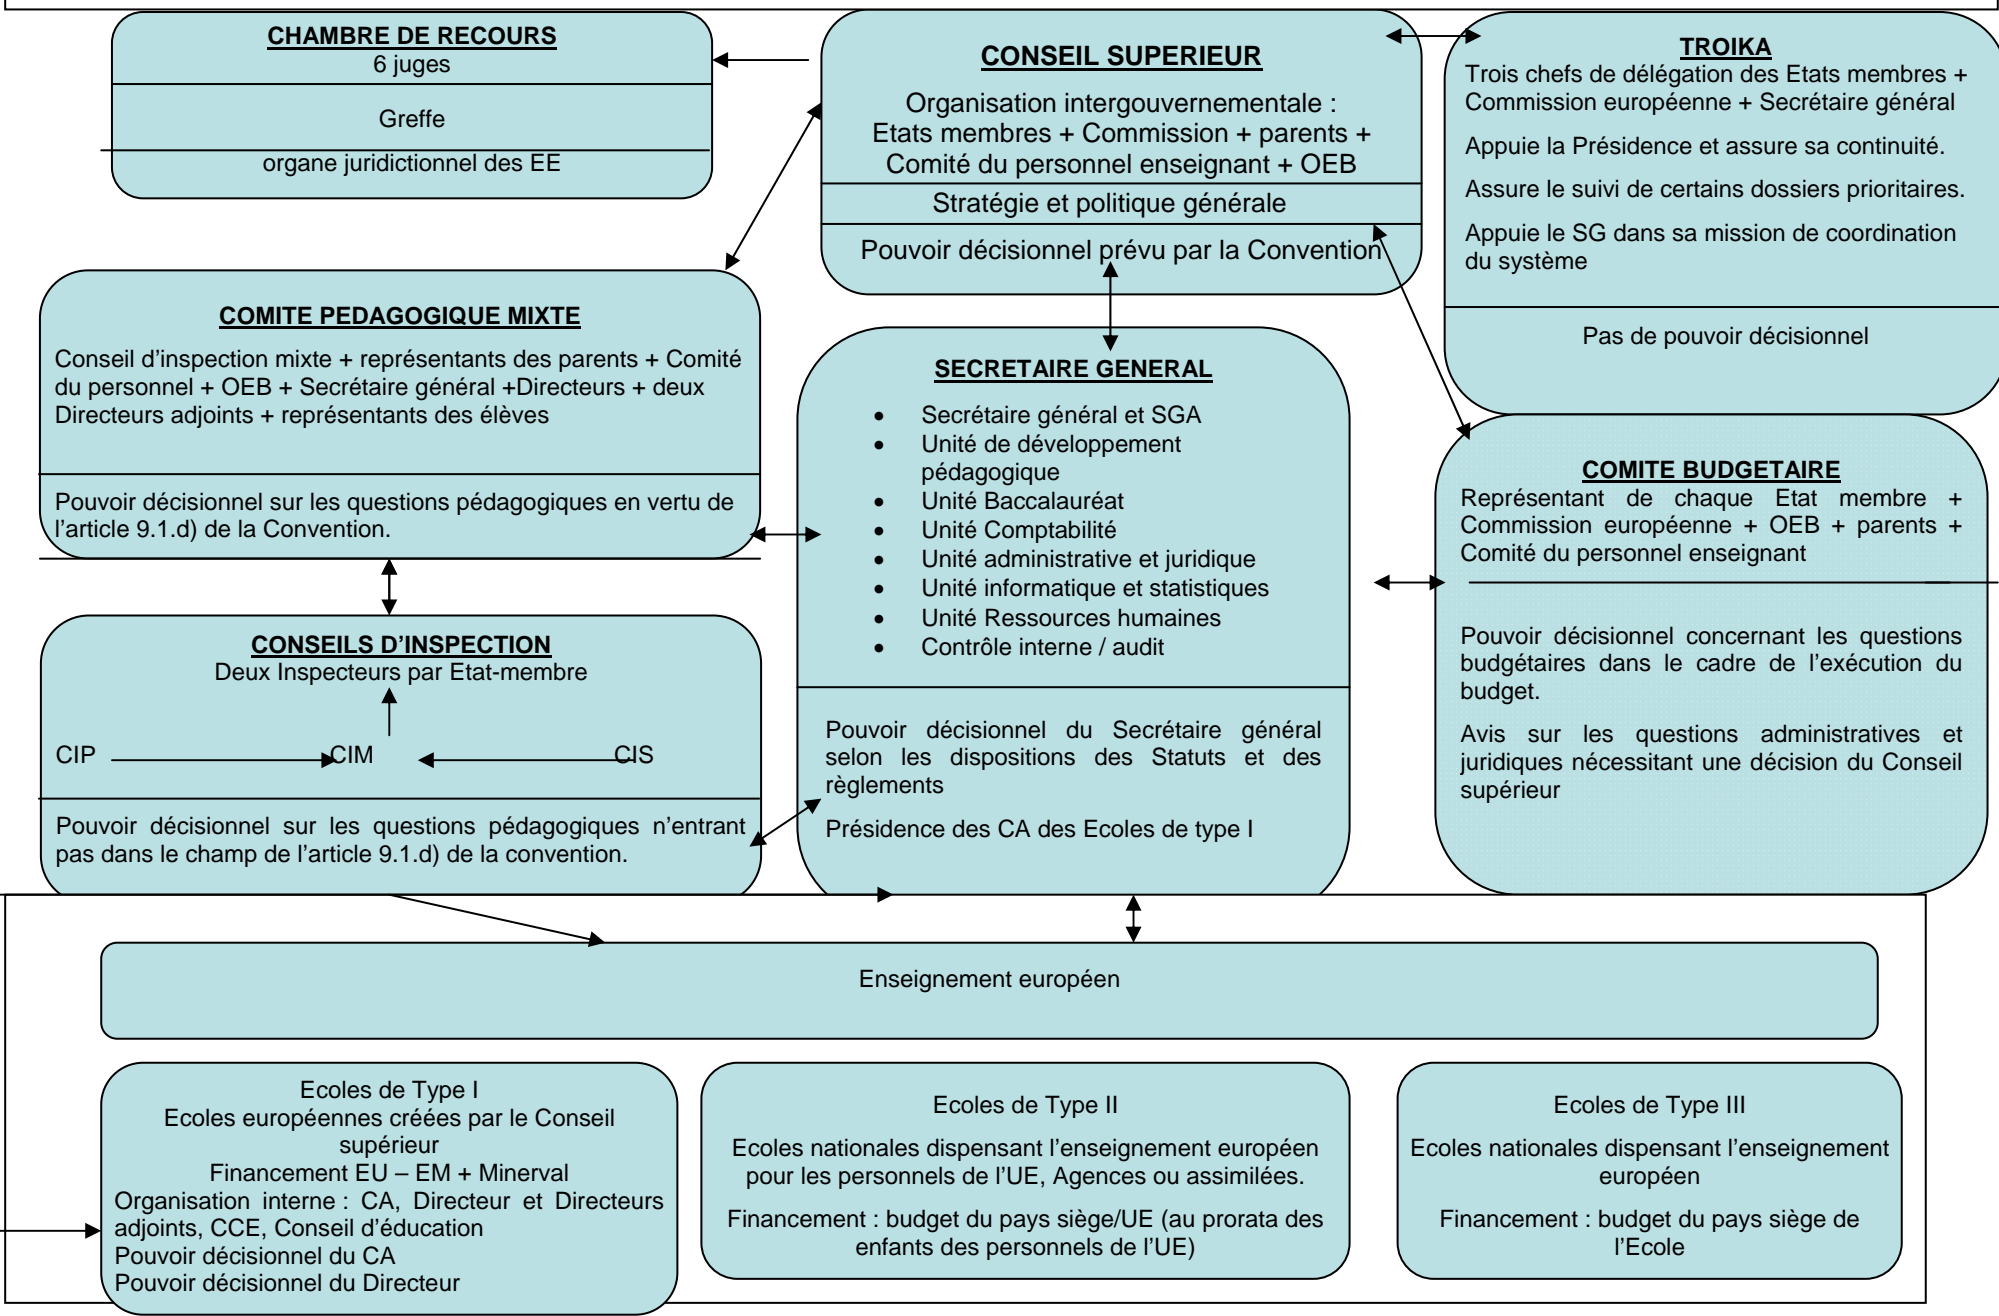 CHAMBRE DE RECOURS
6 juges
Greffe
organe juridictionnel des EE
CONSEIL SUPERIEUR
Organisation intergouvernementale :
Etats membres + Commission + parents +
Comité du personnel enseignant + OEB
Stratégie et politique générale
Pouvoir décisionnel prévu par la Convention
TROIKA
Trois chefs de délégation des Etats membres +
Commission européenne + Secrétaire général
Appuie la Présidence et assure sa continuité.
Assure le suivi de certains dossiers prioritaires.
Appuie le SG dans sa mission de coordination
du système
Pas de pouvoir décisionnel
COMITE PEDAGOGIQUE MIXTE
Conseil d’inspection mixte + représentants des parents + Comité
du personnel + OEB + Secrétaire général +Directeurs + deux
Directeurs adjoints + représentants des élèves
Pouvoir décisionnel sur les questions pédagogiques en vertu de
l’article 9.1.d) de la Convention.
SECRETAIRE GENERAL
• Secrétaire général et SGA
• Unité de développement
pédagogique
• Unité Baccalauréat
• Unité Comptabilité
• Unité administrative et juridique
• Unité informatique et statistiques
• Unité Ressources humaines
• Contrôle interne / audit
Pouvoir décisionnel du Secrétaire général
selon les dispositions des Statuts et des
règlements
Présidence des CA des Ecoles de type I
COMITE BUDGETAIRE
Représentant de chaque Etat membre +
Commission européenne + OEB + parents +
Comité du personnel enseignant
Pouvoir décisionnel concernant les questions
budgétaires dans le cadre de l’exécution du
budget.
Avis sur les questions administratives et
juridiques nécessitant une décision du Conseil
supérieur
CONSEILS D’INSPECTION
Deux Inspecteurs par Etat-membre
CIP CIM CIS
Pouvoir décisionnel sur les questions pédagogiques n’entrant
pas dans le champ de l’article 9.1.d) de la convention.
Enseignement européen
Ecoles de Type I
Ecoles européennes créées par le Conseil
supérieur
Financement EU – EM + Minerval
Organisation interne : CA, Directeur et Directeurs
adjoints, CCE, Conseil d’éducation
Pouvoir décisionnel du CA
Pouvoir décisionnel du Directeur
Ecoles de Type II
Ecoles nationales dispensant l’enseignement européen
pour les personnels de l’UE, Agences ou assimilées.
Financement : budget du pays siège/UE (au prorata des
enfants des personnels de l’UE)
Ecoles de Type III
Ecoles nationales dispensant l’enseignement
européen
Financement : budget du pays siège de
l’Ecole